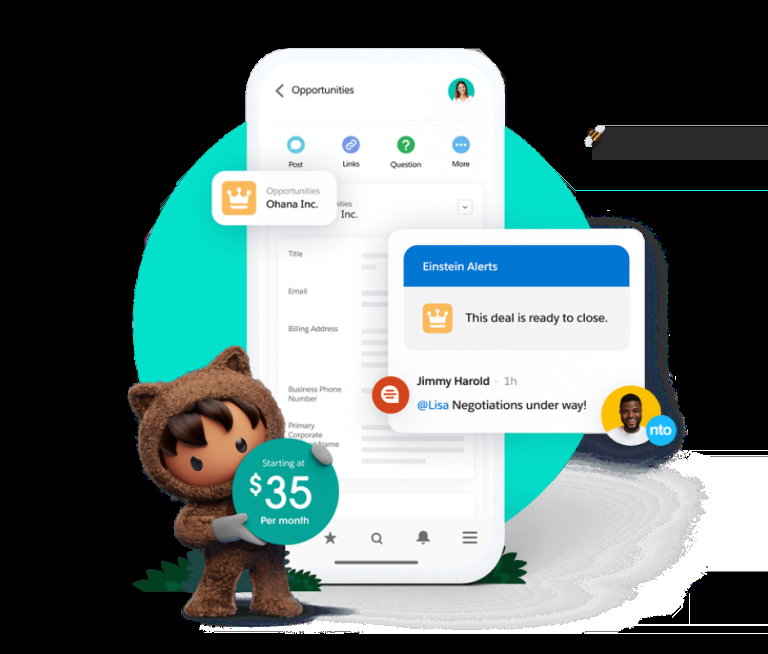 Opportunities
Post
Links
Question
More
Opportunities
Ohana Inc.
Inc.
Title
Email
Billing Address
Business Phone
Number
Primary
Corporate
Einstein Alerts
This deal is ready to close.
Jimmy Harold · 1h
@Lisa Negotiations under way!
nto
Starting at
$35
Per month